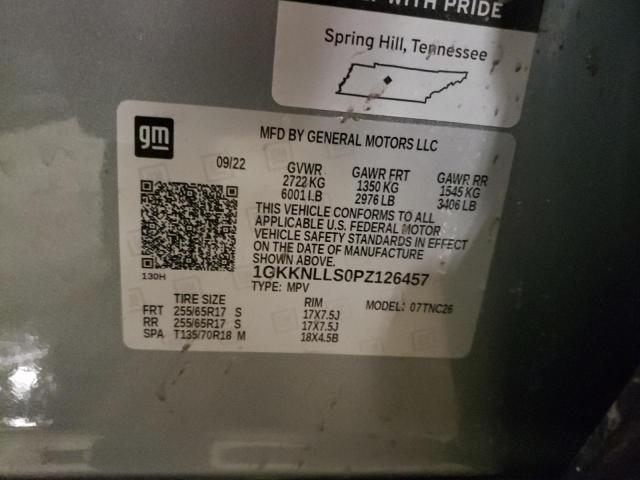 WITH PRIDE
Spring Hill, Tennessee
gm
MFD BY GENERAL MOTORS LLC
09/22 GVWR GAWR FRT GAWR RR
2722 KG 1350 KG 1545 KG
6001 LB 2976 LB 3406 LB
THIS VEHICLE CONFORMS TO ALL
APPLICABLE U.S. FEDERAL MOTOR
VEHICLE SAFETY STANDARDS IN EFFECT
ON THE DATE OF MANUFACTURE
SHOWN ABOVE.
130H 1GKKNLLS0PZ126457
TYPE: MPV
TIRE SIZE RIM MODEL: 07TNC26
FRT 255/65R17 S 17X7.5J
RR 255/65R17 S 17X7.5J
SPA T135/70R18 M 18X4.5B